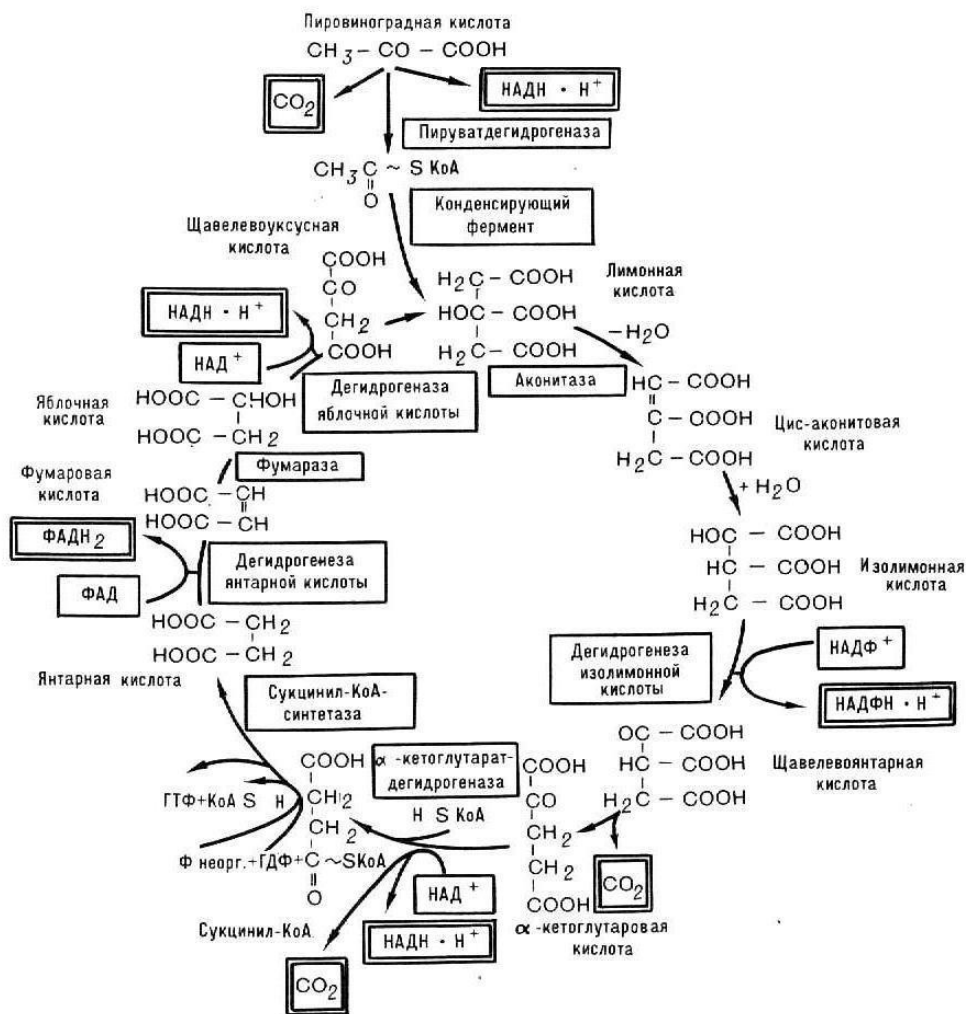 Пировиноградная кислота
CH3 – CO – COOH
CO2
НАДН · Н+
Пируватдегидрогеназа
CH3C ~ S КоА
O
Конденсирующий
фермент
Щавелевоуксусная
кислота
COOH
CO
CH2
COOH
H2C – COOH
HOC – COOH
H2C – COOH
Лимонная
кислота
–H2O
НАДН · Н+
НАД+
Дегидрогеназа
яблочной кислоты
Аконитаза
HC – COOH
C – COOH
H2C – COOH
Цис-аконитовая
кислота
+ H2O
Яблочная
кислота
HOOC – CHOH
HOOC – CH2
Фумараза
Фумаровая
кислота
HOOC – CH
HOOC – CH
ФАДН2
ФАД
Дегидрогенеза
янтарной кислоты
HOC – COOH
HC – COOH
H2C – COOH
Изолимонная
кислота
HOOC – CH2
HOOC – CH2
Янтарная кислота
Дегидрогенеза
изолимонной
кислоты
НАДФ+
НАДФН · Н+
Сукцинил-КоА-
синтетаза
OC – COOH
HC – COOH
H2C – COOH
Щавелевоянтарная
кислота
COOH
CH2
CH2
C ~SKoA
O
α -кетоглутарат-
дегидрогеназа
COOH
CO
CH2
CH2
COOH
ГТФ+КоА S H
H S КоА
Ф неорг.+ГДФ+
НАД+
CO2
Сукцинил-КоА
НАДН · Н+
α -кетоглутаровая
кислота
CO2